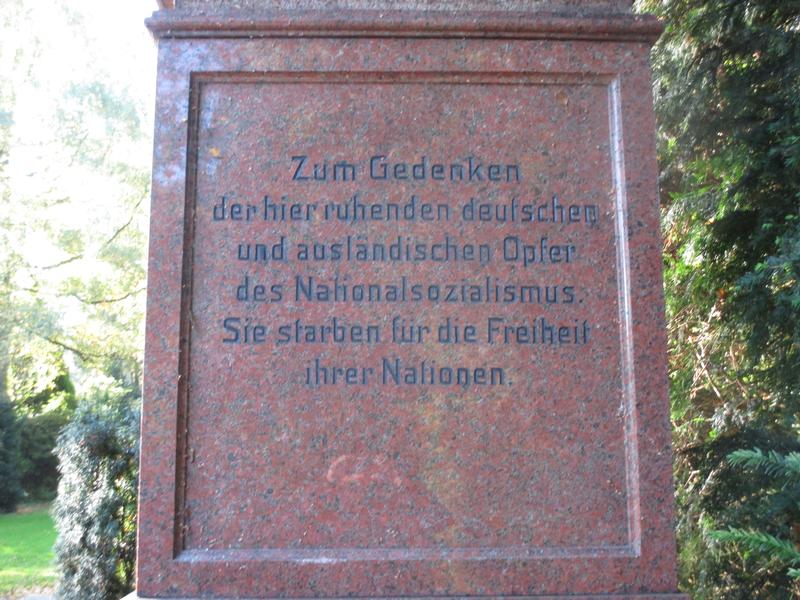 Zum Gedenken
der hier ruhenden deutschen
und ausländischen Opfer
des Nationalsozialismus.
Sie starben für die Freiheit
ihrer Nationen.